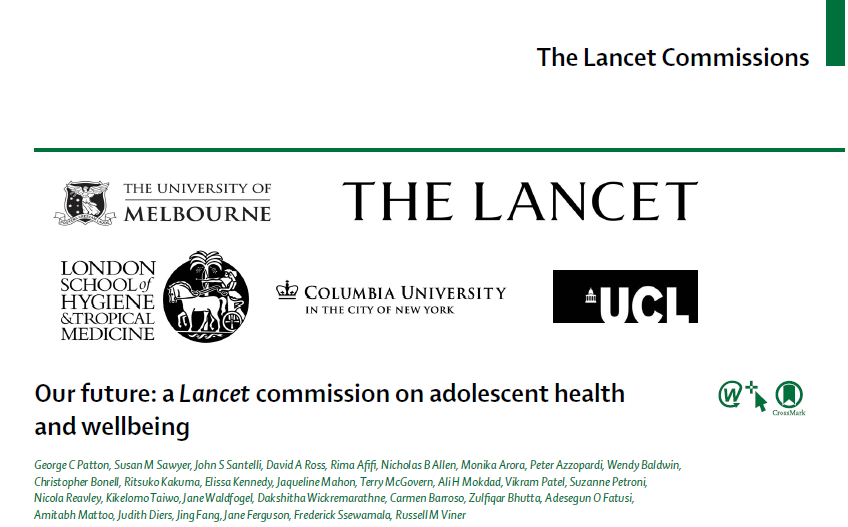 The Lancet Commissions
THE UNIVERSITY OF
MELBOURNE
THE LANCET
LONDON
SCHOOL of
HYGIENE
& TROPICAL
MEDICINE
COLUMBIA UNIVERSITY
IN THE CITY OF NEW YORK
UCL
Our future: a Lancet commission on adolescent health
and wellbeing
W
CrossMark
George C Patton, Susan M Sawyer, John S Santelli, David A Ross, Rima Afifi, Nicholas B Allen, Monika Arora, Peter Azzopardi, Wendy Baldwin,
Christopher Bonell, Ritsuko Kakuma, Elissa Kennedy, Jaqueline Mahon, Terry McGovern, Ali H Mokdad, Vikram Patel, Suzanne Petroni,
Nicola Reavley, Kikelomo Taiwo, Jane Waldfogel, Dakshitha Wickremarathne, Carmen Barroso, Zulfiqar Bhutta, Adesegun O Fatusi,
Amitabh Mattoo, Judith Diers, Jing Fang, Jane Ferguson, Frederick Ssewamala, Russell M Viner